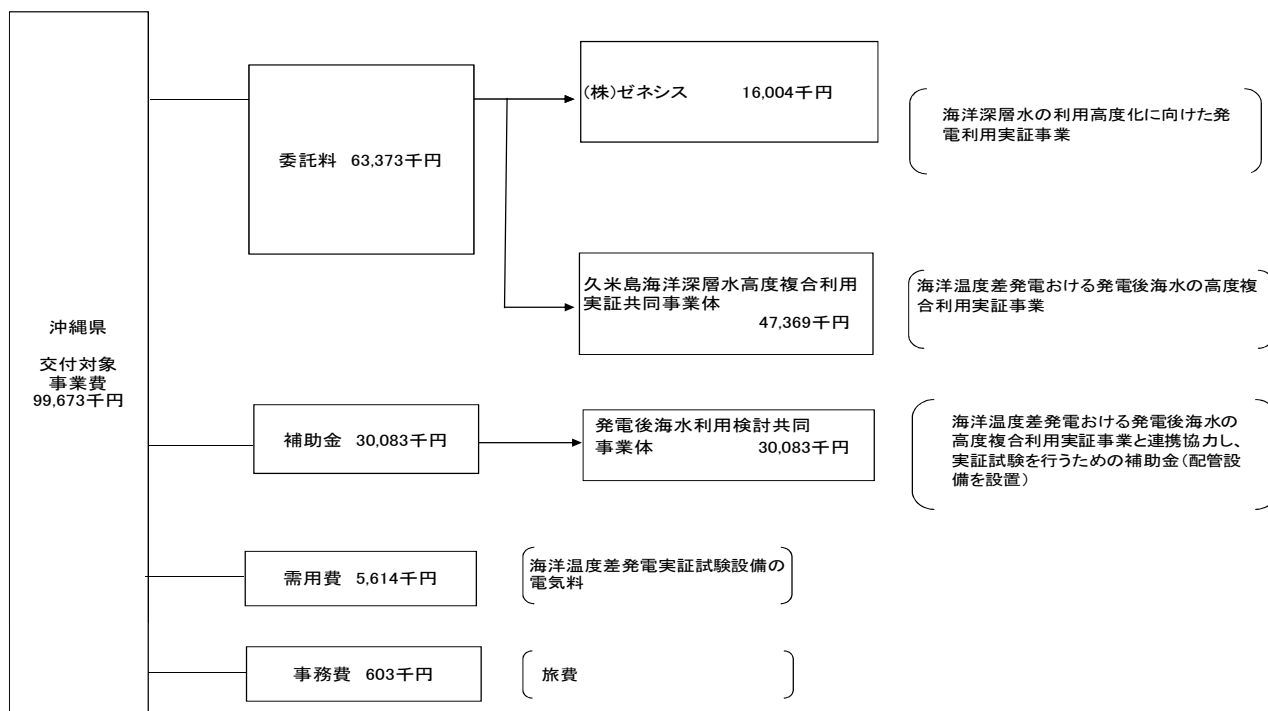 沖縄県
交付対象
事業費
99,673千円
委託料 63,373千円
(株)ゼネシス 16,004千円
海洋深層水の利用高度化に向けた発
電利用実証事業
久米島海洋深層水高度複合利用
実証共同事業体
47,369千円
海洋温度差発電おける発電後海水の高度複
合利用実証事業
補助金 30,083千円
発電後海水利用検討共同
事業体 30,083千円
海洋温度差発電おける発電後海水の
高度複合利用実証事業と連携協力し、
実証試験を行うための補助金(配管設
備を設置)
需用費 5,614千円
海洋温度差発電実証試験設備の
電気料
事務費 603千円
旅費